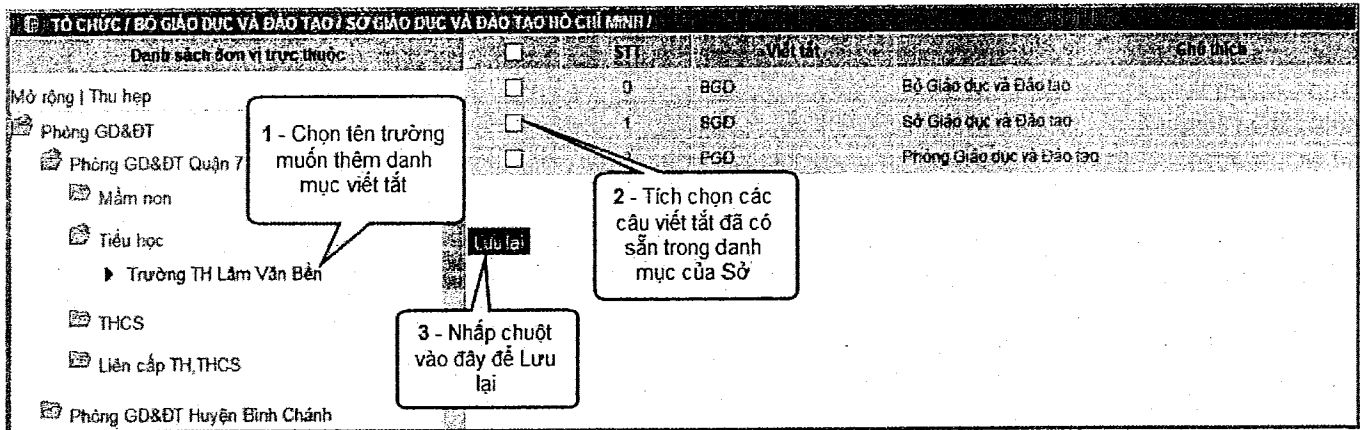 TỔ CHỨC / BỘ GIÁO DỤC VÀ ĐÀO TẠO / SỞ GIÁO DỤC VÀ ĐÀO TẠO HỒ CHÍ MINH /
Danh sách đơn vị trực thuộc
STT
Viết tắt
Ghi thích
Mở rộng | Thu hẹp
Phòng GD&ĐT
Phòng GD&ĐT Quận 7
Mầm non
Tiểu học
Trường TH Lâm Văn Bền
THCS
Liên cấp TH,THCS
Phòng GD&ĐT Huyện Bình Chánh
0
BGD
Bộ Giáo dục và Đào tạo
1
SGD
Sở Giáo dục và Đào tạo
PGD
Phòng Giáo dục và Đào tạo
Lưu lại
1 - Chọn tên trường
muốn thêm danh
mục viết tắt
2 - Tích chọn các
câu viết tắt đã có
sẵn trong danh
mục của Sở
3 - Nhấp chuột
vào đây để Lưu
lại